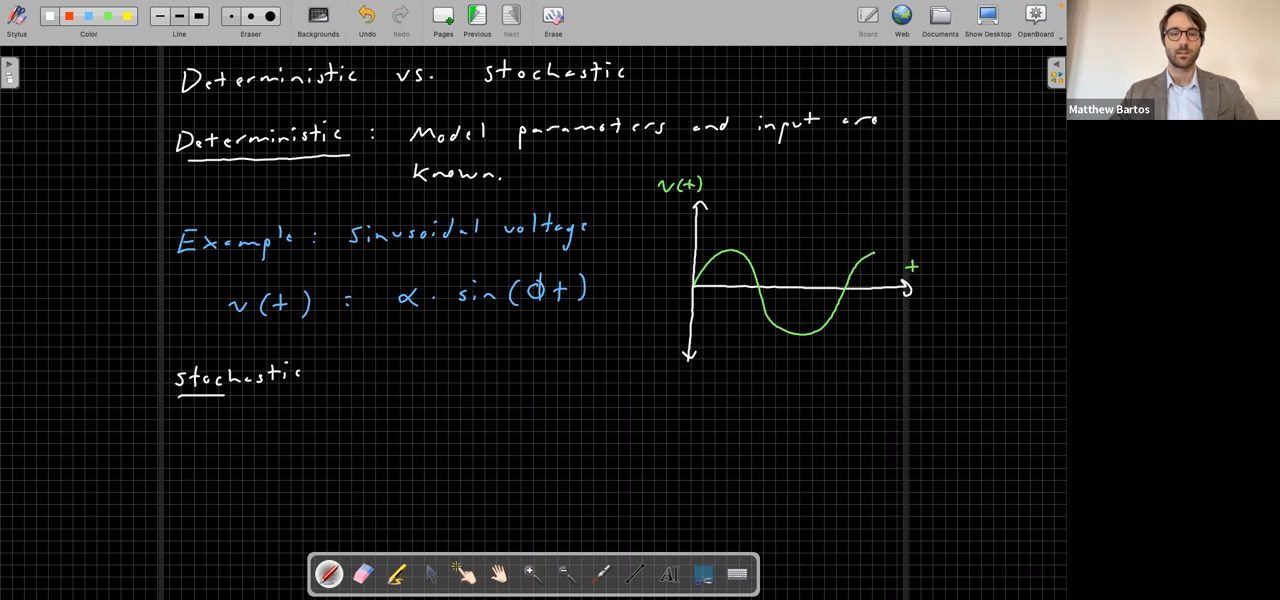 Stylus Color Line Eraser Backgrounds Undo Redo Pages Previous Next Erase Board Web Documents Show Desktop OpenBoard
Matthew Bartos
Deterministic vs. stochastic
Deterministic : Model parameters and input are
known.
v(t)
Example: sinusoidal voltage
t
v(t) = α · sin(ϕt)
stochastic